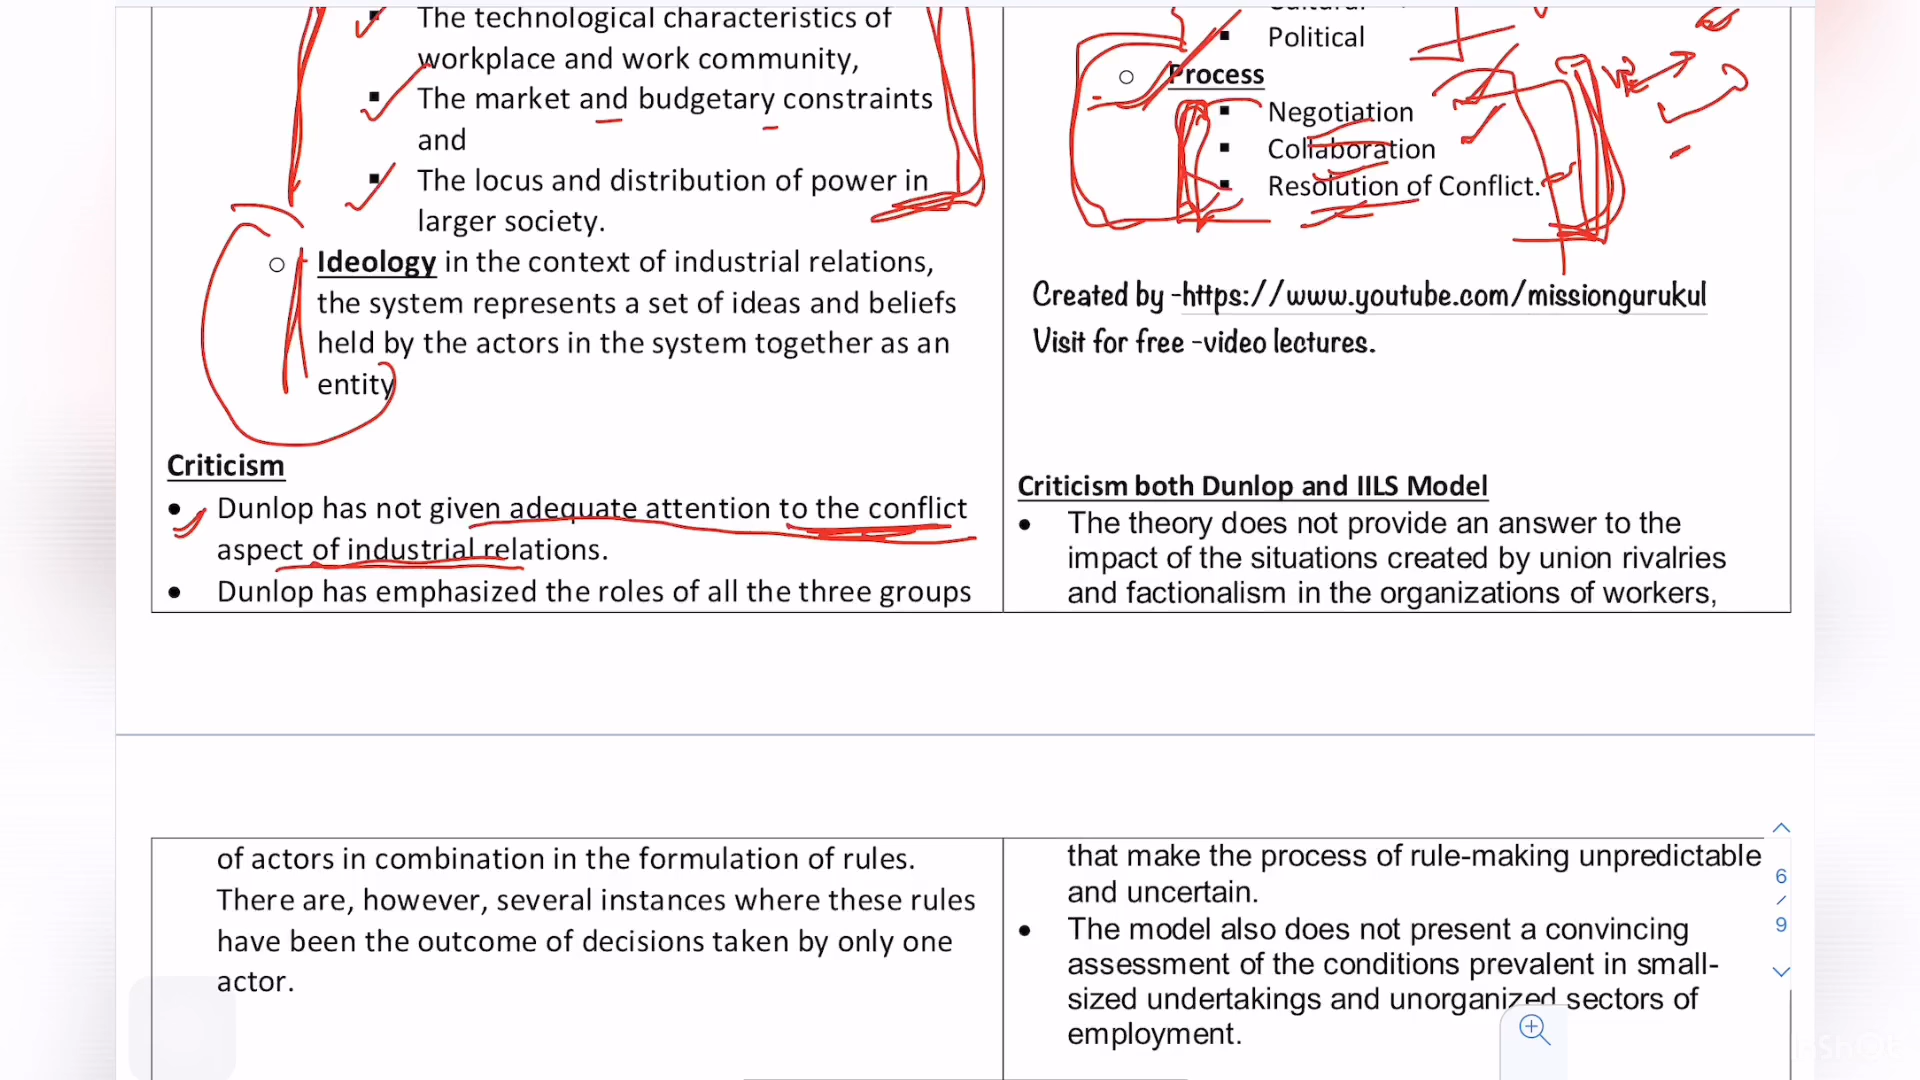 The technological characteristics of
workplace and work community,
The market and budgetary constraints
and
The locus and distribution of power in
larger society.
Ideology in the context of industrial relations,
the system represents a set of ideas and beliefs
held by the actors in the system together as an
entity
Criticism
Dunlop has not given adequate attention to the conflict
aspect of industrial relations.
Dunlop has emphasized the roles of all the three groups
Political
Process
Negotiation
Collaboration
Resolution of Conflict.
Created by -https://www.youtube.com/missiongurukul
Visit for free -video lectures.
Criticism both Dunlop and IILS Model
The theory does not provide an answer to the
impact of the situations created by union rivalries
and factionalism in the organizations of workers,
of actors in combination in the formulation of rules.
There are, however, several instances where these rules
have been the outcome of decisions taken by only one
actor.
that make the process of rule-making unpredictable
and uncertain.
The model also does not present a convincing
assessment of the conditions prevalent in small-
sized undertakings and unorganized sectors of
employment.
6
/
9